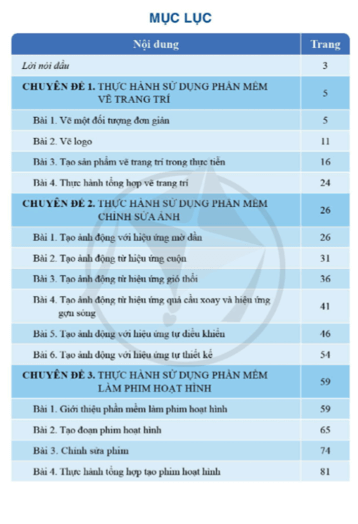 MỤC LỤC
Nội dung Trang
Lời nói đầu 3
CHUYÊN ĐỀ 1. THỰC HÀNH SỬ DỤNG PHẦN MỀM
VẼ TRANG TRÍ 5
Bài 1. Vẽ một đối tượng đơn giản 5
Bài 2. Vẽ logo 11
Bài 3. Tạo sản phẩm vẽ trang trí trong thực tiễn 16
Bài 4. Thực hành tổng hợp vẽ trang trí 24
CHUYÊN ĐỀ 2. THỰC HÀNH SỬ DỤNG PHẦN MỀM
CHỈNH SỬA ẢNH 26
Bài 1. Tạo ảnh động với hiệu ứng mờ dần 26
Bài 2. Tạo ảnh động từ hiệu ứng cuộn 31
Bài 3. Tạo ảnh động từ hiệu ứng gió thổi 36
Bài 4. Tạo ảnh động từ hiệu ứng quả cầu xoay và hiệu ứng
gợn sóng 41
Bài 5. Tạo ảnh động với hiệu ứng tự điều khiển 46
Bài 6. Tạo ảnh động với hiệu ứng tự thiết kế 54
CHUYÊN ĐỀ 3. THỰC HÀNH SỬ DỤNG PHẦN MỀM
LÀM PHIM HOẠT HÌNH 59
Bài 1. Giới thiệu phần mềm làm phim hoạt hình 59
Bài 2. Tạo đoạn phim hoạt hình 65
Bài 3. Chỉnh sửa phim 74
Bài 4. Thực hành tổng hợp tạo phim hoạt hình 81